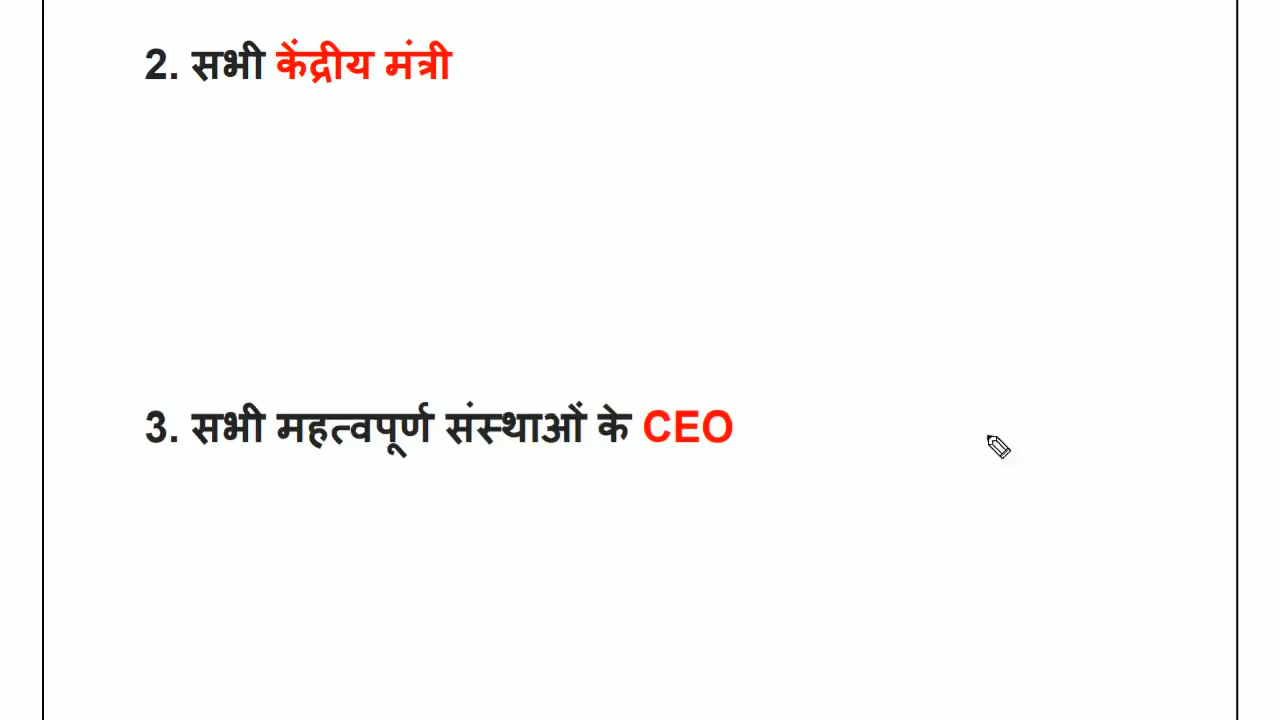 2. सभी केंद्रीय मंत्री
3. सभी महत्वपूर्ण संस्थाओं के CEO